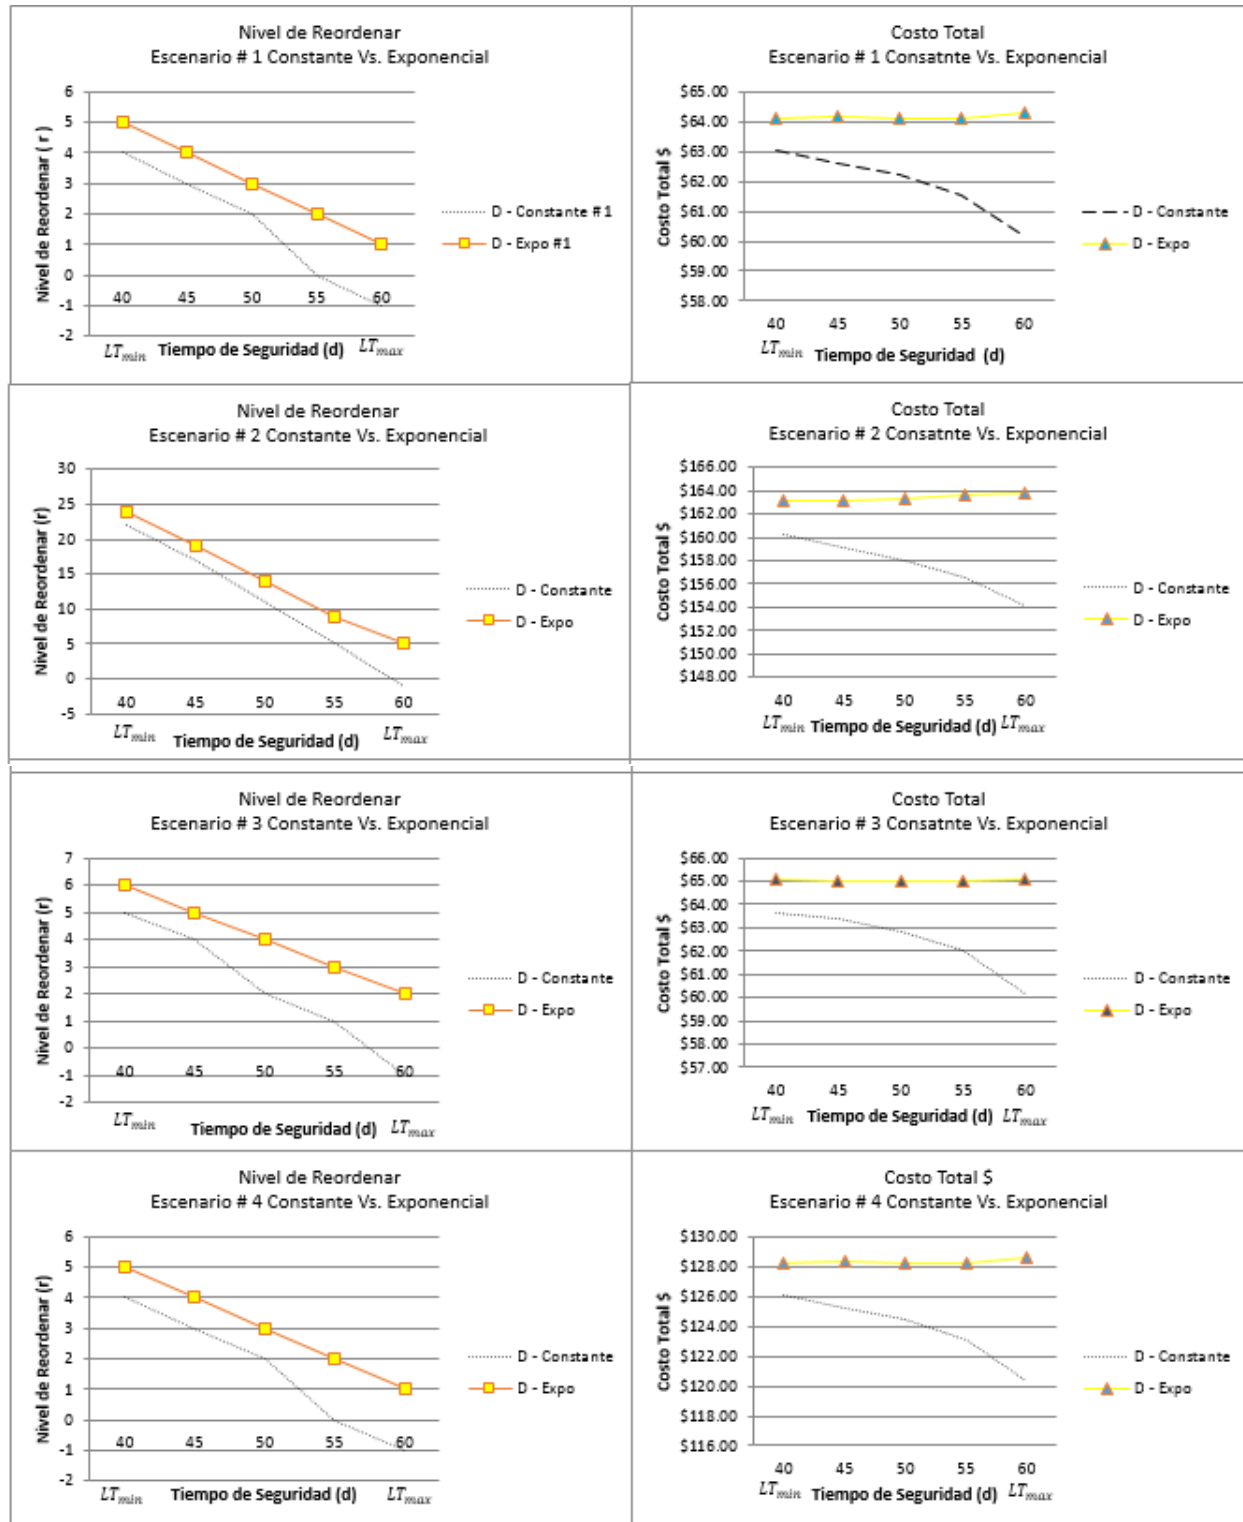 Nivel de Reordenar
Escenario # 1 Constante Vs. Exponencial
Nivel de Reordenar ( r )
6
5
4
3
2
1
0
-1
-2
40 45 50 55 60
LTmin Tiempo de Seguridad (d) LTmax
D - Constante #1
D - Expo #1
Costo Total
Escenario # 1 Consatnte Vs. Exponencial
Costo Total $
$65.00
$64.00
$63.00
$62.00
$61.00
$60.00
$59.00
$58.00
40 45 50 55 60
LTmin Tiempo de Seguridad (d)
D - Constante
D - Expo
Nivel de Reordenar
Escenario # 2 Constante Vs. Exponencial
Nivel de Reordenar (r)
30
25
20
15
10
5
0
-5
40 45 50 55 60
LTmin Tiempo de Seguridad (d) LTmax
D - Constante
D - Expo
Costo Total
Escenario # 2 Consatnte Vs. Exponencial
Costo Total $
$166.00
$164.00
$162.00
$160.00
$158.00
$156.00
$154.00
$152.00
$150.00
$148.00
40 45 50 55 60
LTmin Tiempo de Seguridad (d) LTmax
D - Constante
D - Expo
Nivel de Reordenar
Escenario # 3 Constante Vs. Exponencial
Nivel de Reordenar (r)
7
6
5
4
3
2
1
0
-1
-2
40 45 50 55 60
LTmin Tiempo de Seguridad (d) LTmax
D - Constante
D - Expo
Costo Total
Escenario # 3 Consatnte Vs. Exponencial
Costo Total $
$66.00
$65.00
$64.00
$63.00
$62.00
$61.00
$60.00
$59.00
$58.00
$57.00
40 45 50 55 60
LTmin Tiempo de Seguridad (d) LTmax
D - Constante
D - Expo
Nivel de Reordenar
Escenario # 4 Constante Vs. Exponencial
Nivel de Reordenar (r)
6
5
4
3
2
1
0
-1
-2
40 45 50 55 60
LTmin Tiempo de Seguridad (d) LTmax
D - Constante
D - Expo
Costo Total $
Escenario # 4 Constante Vs. Exponencial
Costo Total $
$130.00
$128.00
$126.00
$124.00
$122.00
$120.00
$118.00
$116.00
40 45 50 55 60
LTmin Tiempo de Seguridad (d) LTmax
D - Constante
D - Expo